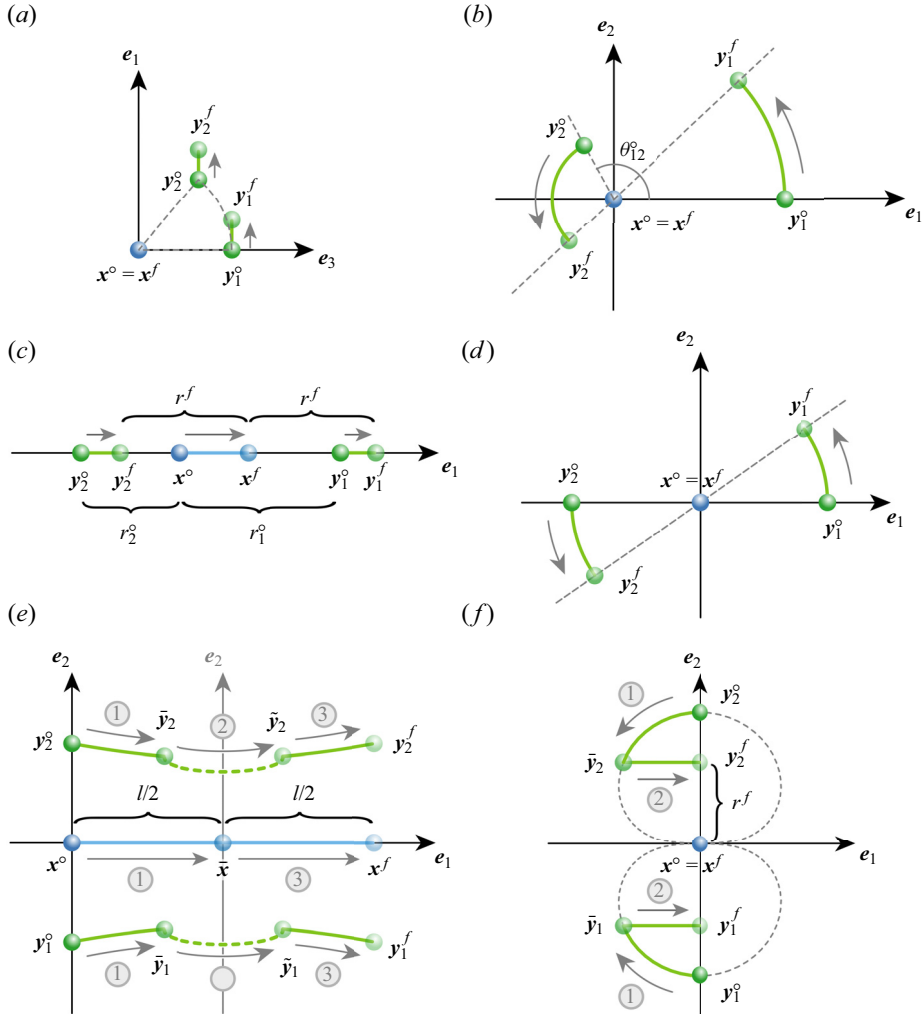 (a)
e₁
y₂ᶠ
y₂°
y₁ᶠ
x° = xᶠ
y₁°
e₃
(b)
e₂
y₁ᶠ
y₂°
θ₁₂°
e₁
x° = xᶠ
y₁°
y₂ᶠ
(c)
rᶠ rᶠ
e₁
y₂° y₂ᶠ x° xᶠ y₁° y₁ᶠ
r₂° r₁°
(d)
e₂
y₁ᶠ
y₂°
x° = xᶠ
e₁
y₁°
y₂ᶠ
(e)
e₂ e₂
1 ȳ₂ 2 ỹ₂ 3
y₂° y₂ᶠ
l/2 l/2
x° x̄ xᶠ e₁
1 3
y₁° y₁ᶠ
1 ȳ₁ ỹ₁ 3
(f)
e₂
1 y₂°
ȳ₂ y₂ᶠ
2 rᶠ
e₁
x° = xᶠ
2
ȳ₁ y₁ᶠ
1 y₁°